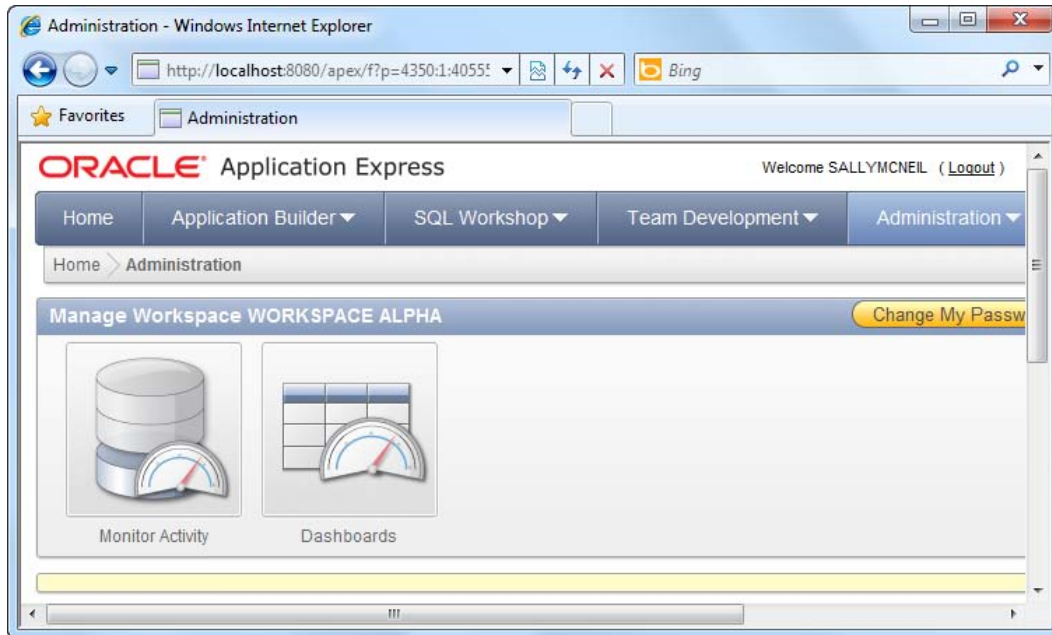 Administration - Windows Internet Explorer
http://localhost:8080/apex/f?p=4350:1:4055
Bing
Favorites
Administration
ORACLE Application Express
Welcome SALLYMCNEIL ( Logout )
Home Application Builder SQL Workshop Team Development Administration
Home Administration
Manage Workspace WORKSPACE ALPHA
Change My Passw
Monitor Activity Dashboards